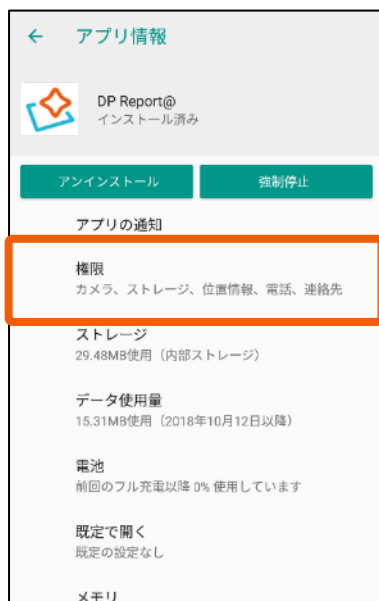 ← アプリ情報
DP Report@
インストール済み
アンインストール
強制停止
アプリの通知
権限
カメラ、ストレージ、位置情報、電話、連絡先
ストレージ
29.48MB使用（内部ストレージ）
データ使用量
15.31MB使用（2018年10月12日以降）
電池
前回のフル充電以降 0% 使用しています
既定で開く
既定の設定なし
メモリ